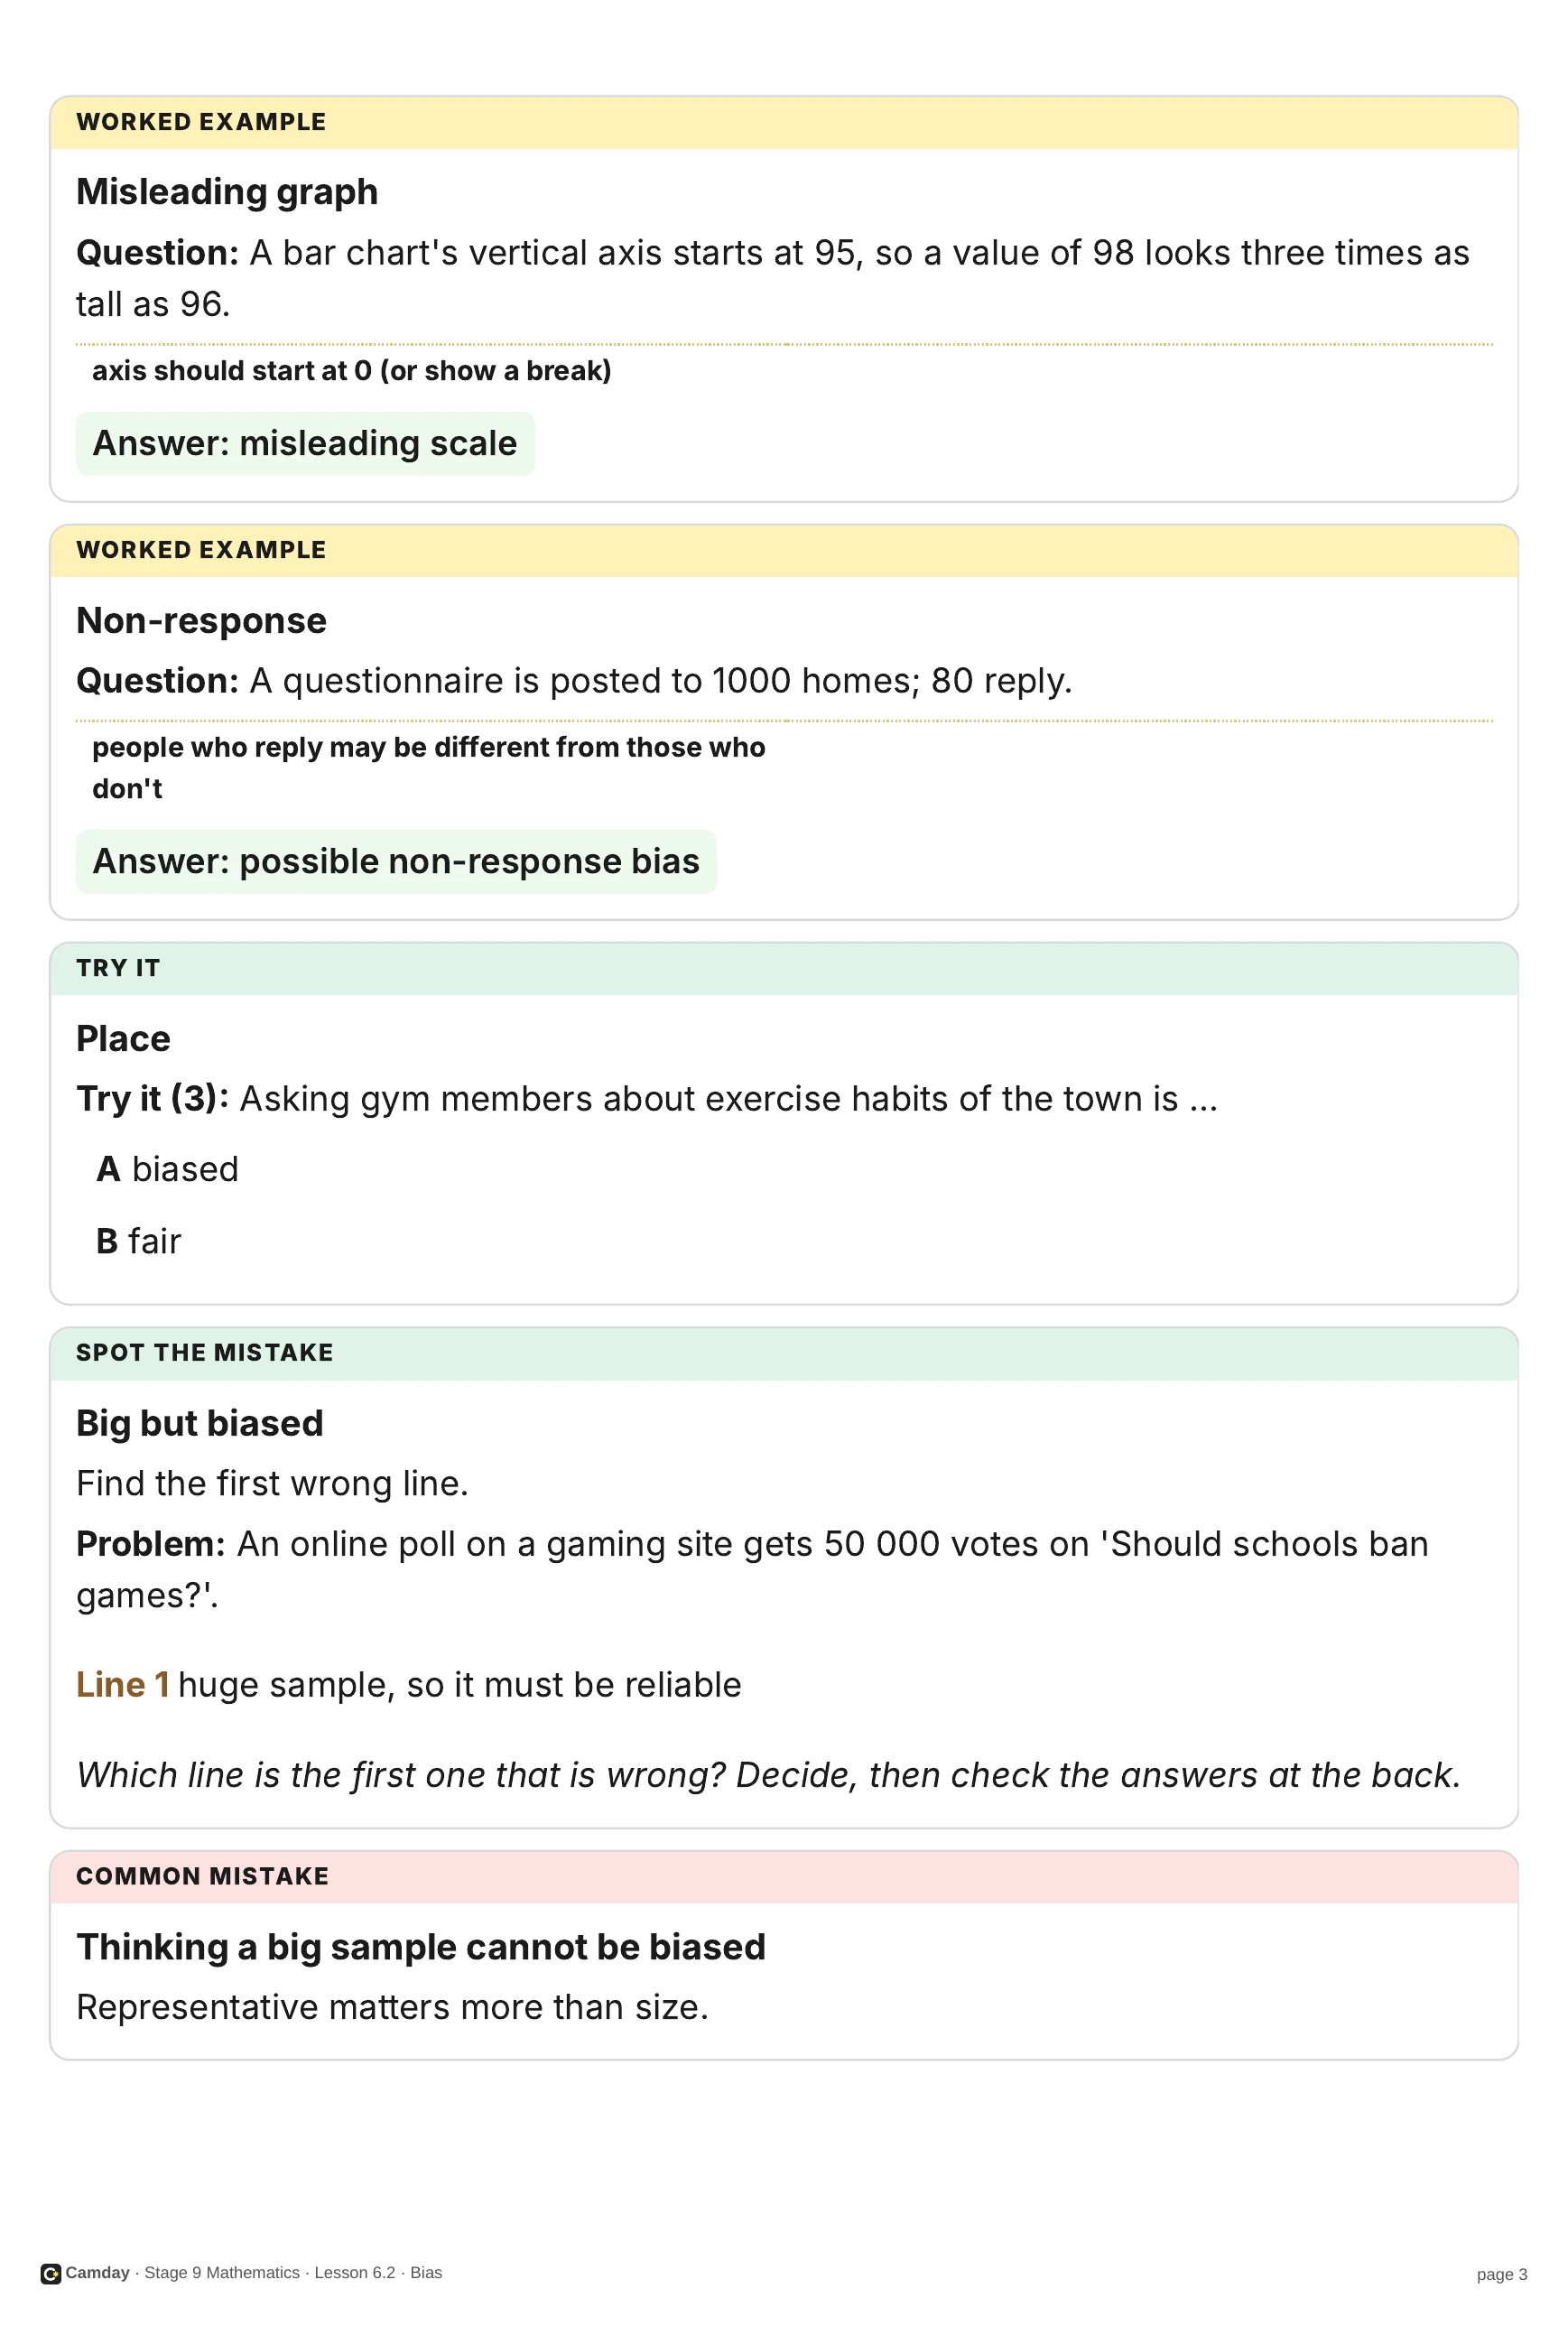 WORKED EXAMPLE
Misleading graph
Question: A bar chart's vertical axis starts at 95, so a value of 98 looks three times as
tall as 96.
axis should start at 0 (or show a break)
Answer: misleading scale
WORKED EXAMPLE
Non-response
Question: A questionnaire is posted to 1000 homes; 80 reply.
people who reply may be different from those who
don't
Answer: possible non-response bias
TRY IT
Place
Try it (3): Asking gym members about exercise habits of the town is ...
A biased
B fair
SPOT THE MISTAKE
Big but biased
Find the first wrong line.
Problem: An online poll on a gaming site gets 50 000 votes on 'Should schools ban
games?'.
Line 1 huge sample, so it must be reliable
Which line is the first one that is wrong? Decide, then check the answers at the back.
COMMON MISTAKE
Thinking a big sample cannot be biased
Representative matters more than size.
Camday · Stage 9 Mathematics · Lesson 6.2 · Bias
page 3